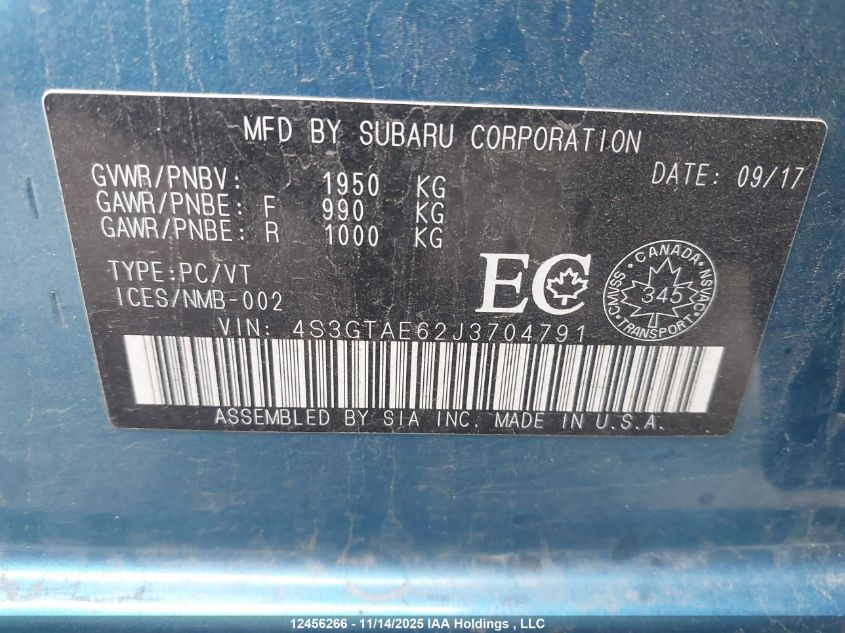 MFD BY SUBARU CORPORATION
GVWR/PNBV: 1950 KG DATE: 09/17
GAWR/PNBE: F 990 KG
GAWR/PNBE: R 1000 KG
TYPE:PC/VT
ICES/NMB-002
EC
CANADA
CMVSS NSVAC
345
TRANSPORT
VIN: 4S3GTAE62J3704791
ASSEMBLED BY SIA INC. MADE IN U.S.A.
12456266 - 11/14/2025 IAA Holdings , LLC